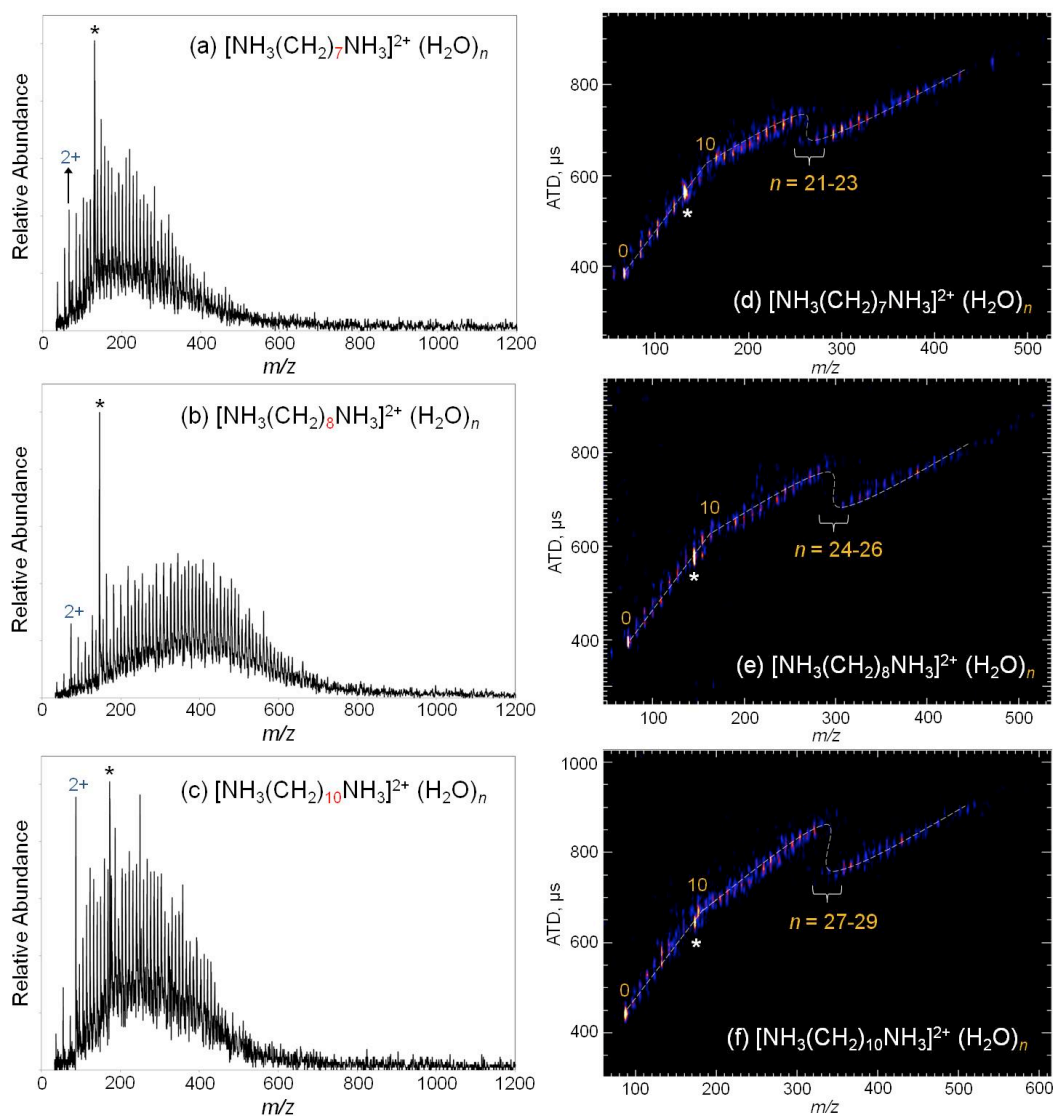 *
(a) [NH₃(CH₂)₇NH₃]²⁺ (H₂O)ₙ
2+
Relative Abundance
0 200 400 600 800 1000 1200
m/z
*
(b) [NH₃(CH₂)₈NH₃]²⁺ (H₂O)ₙ
2+
Relative Abundance
0 200 400 600 800 1000 1200
m/z
2+ *
(c) [NH₃(CH₂)₁₀NH₃]²⁺ (H₂O)ₙ
Relative Abundance
0 200 400 600 800 1000 1200
m/z
800
600
400
ATD, µs
10
n = 21-23
0
*
(d) [NH₃(CH₂)₇NH₃]²⁺ (H₂O)ₙ
100 200 300 400 500
m/z
800
600
400
ATD, µs
10
n = 24-26
0
*
(e) [NH₃(CH₂)₈NH₃]²⁺ (H₂O)ₙ
100 200 300 400 500
m/z
1000
800
600
400
ATD, µs
10
n = 27-29
0
*
(f) [NH₃(CH₂)₁₀NH₃]²⁺ (H₂O)ₙ
100 200 300 400 500 600
m/z